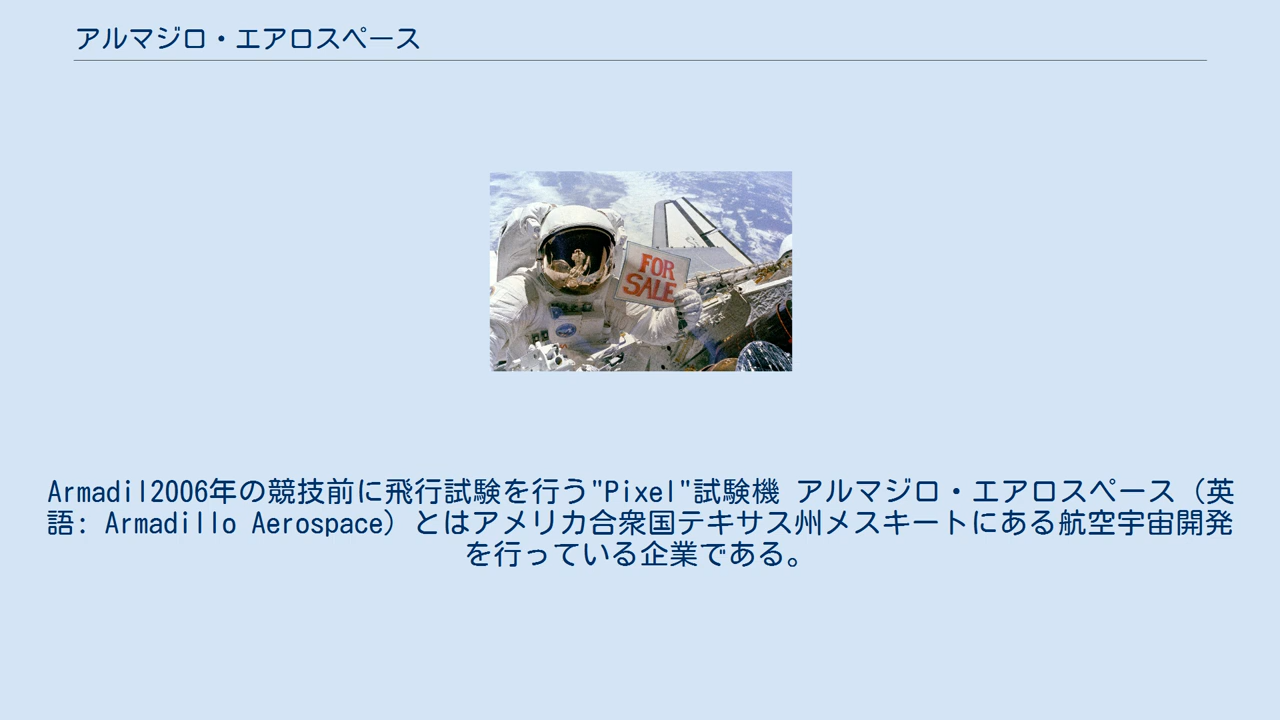 アルマジロ・エアロスペース
FOR
SALE
Armadil2006年の競技前に飛行試験を行う"Pixel"試験機 アルマジロ・エアロスペース（英
語: Armadillo Aerospace）とはアメリカ合衆国テキサス州メスキートにある航空宇宙開発
を行っている企業である。